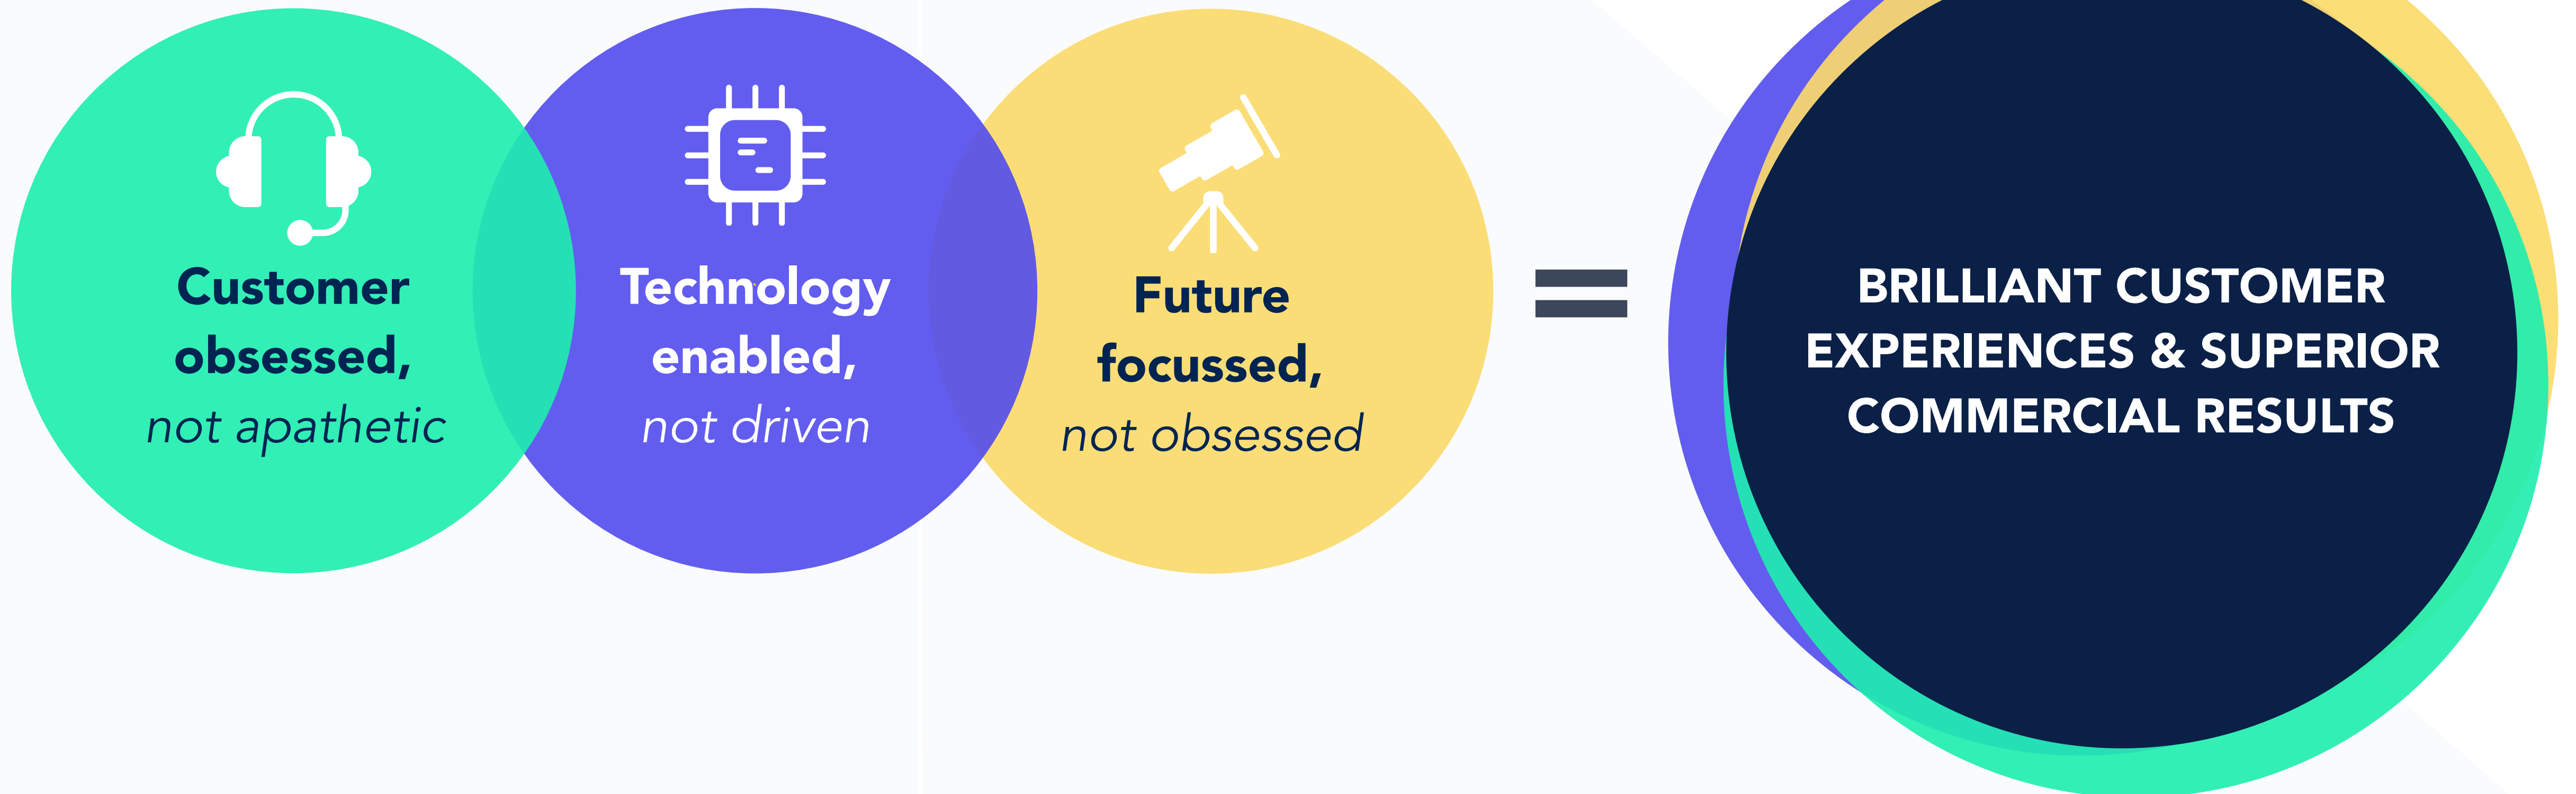 Customer
obsessed,
not apathetic
Technology
enabled,
not driven
Future
focussed,
not obsessed
=
BRILLIANT CUSTOMER
EXPERIENCES & SUPERIOR
COMMERCIAL RESULTS